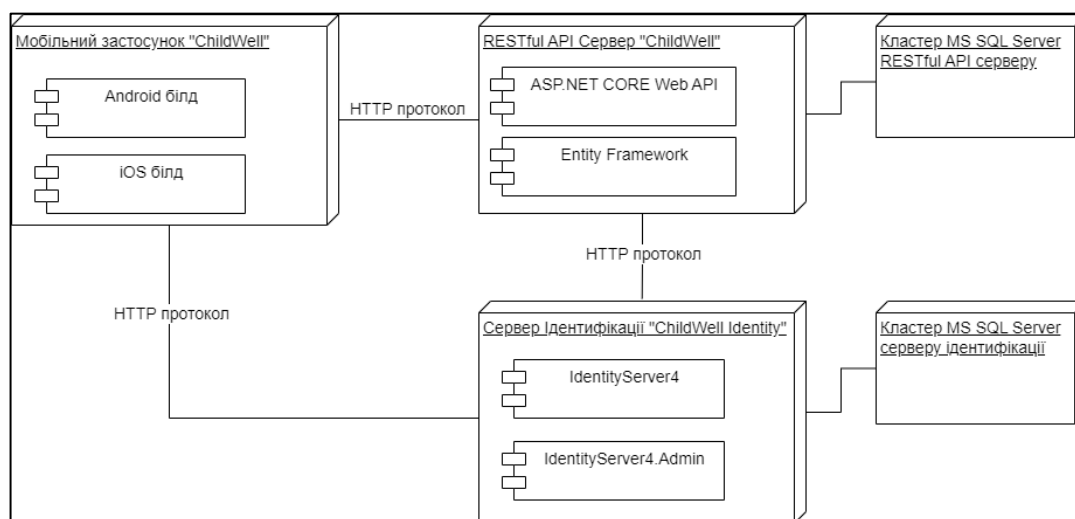 Мобільний застосунок "ChildWell"
Android білд
iOS білд
HTTP протокол
RESTful API Сервер "ChildWell"
ASP.NET CORE Web API
Entity Framework
Кластер MS SQL Server
RESTful API серверу
HTTP протокол
HTTP протокол
Сервер Ідентифікації "ChildWell Identity"
IdentityServer4
IdentityServer4.Admin
Кластер MS SQL Server
серверу ідентифікації